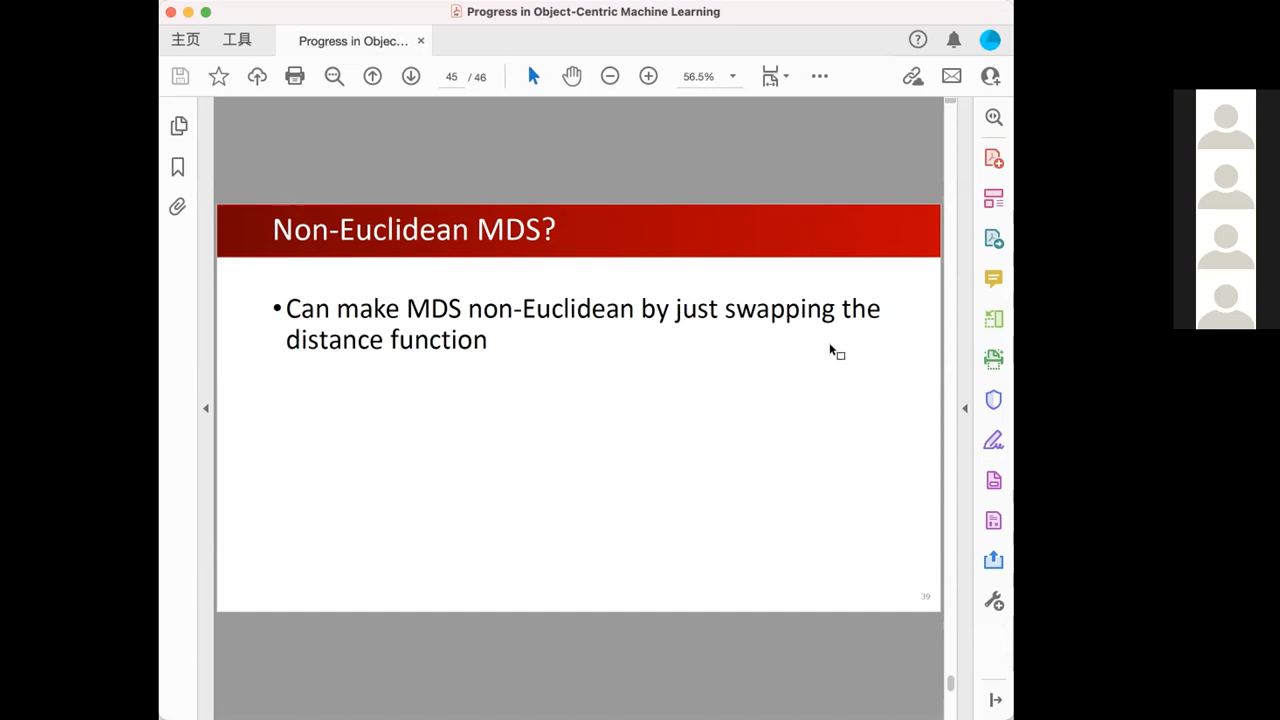 Progress in Object-Centric Machine Learning
主页 工具 Progress in Objec... ×
45 / 46 56.5%
Non-Euclidean MDS?
•Can make MDS non-Euclidean by just swapping the
distance function
39